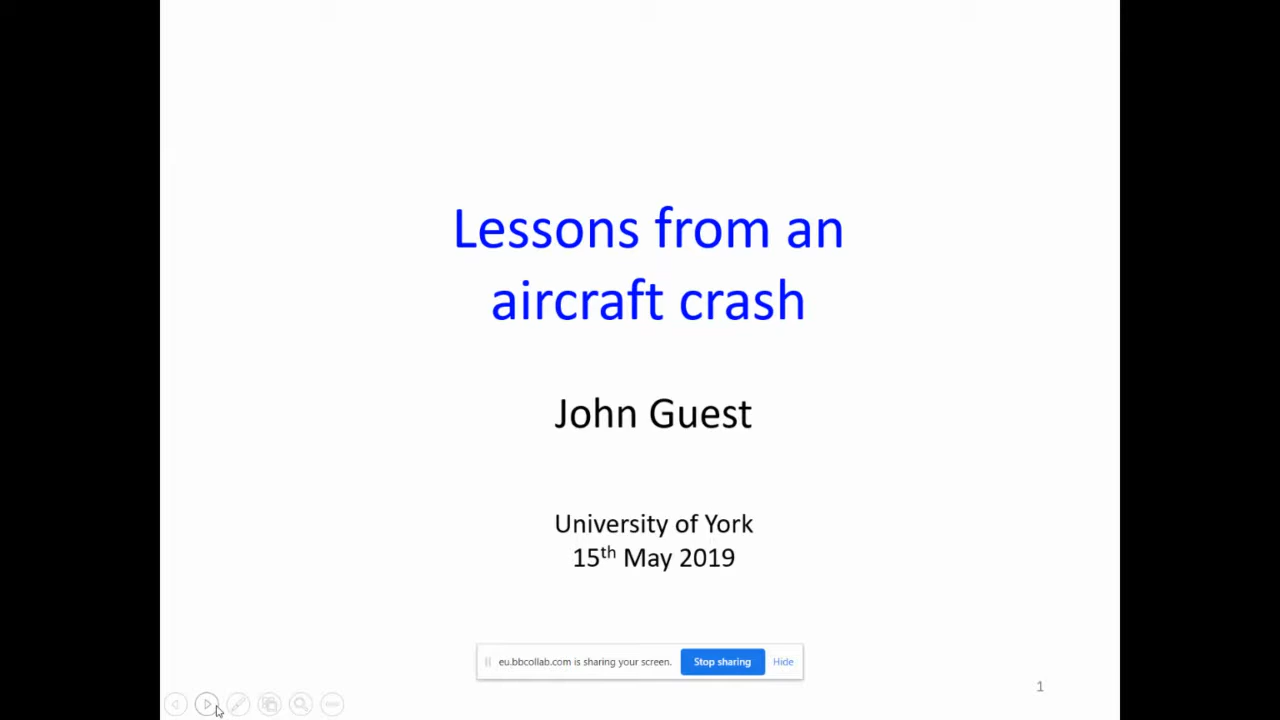 Lessons from an
aircraft crash
John Guest
University of York
15th May 2019
eu.bbcollab.com is sharing your screen. Stop sharing Hide
1